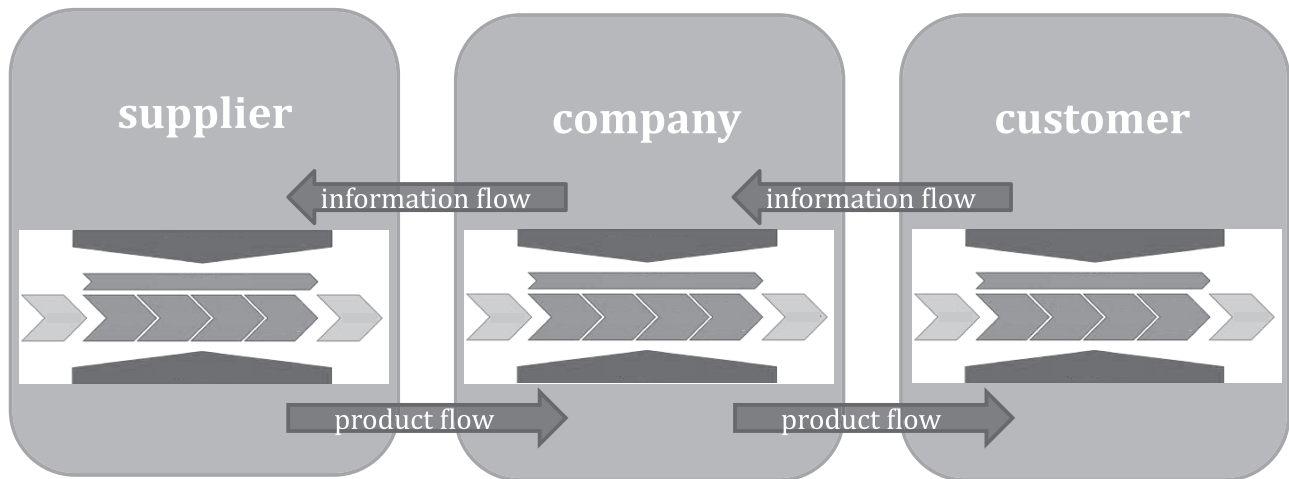 supplier
company
customer
information flow
information flow
product flow
product flow